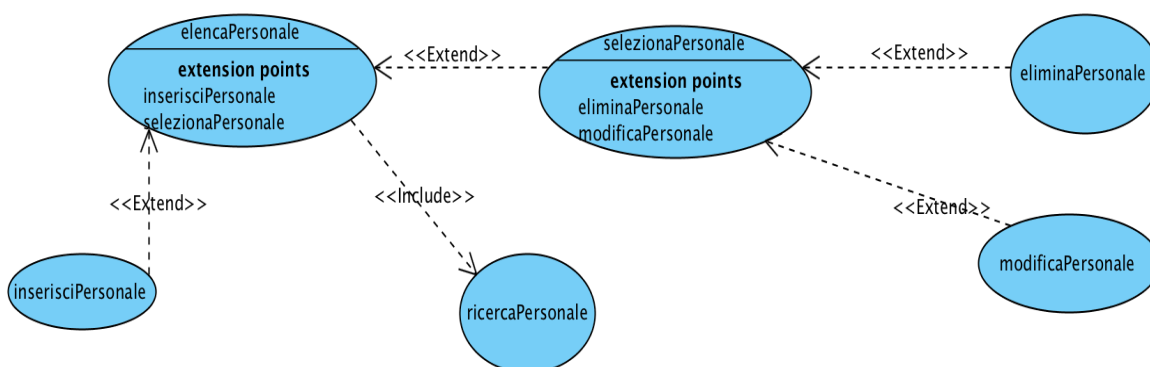 elencaPersonale
extension points
inserisciPersonale
selezionaPersonale
<<Extend>>
selezionaPersonale
extension points
eliminaPersonale
modificaPersonale
<<Extend>>
eliminaPersonale
<<Extend>>
<<Include>>
<<Extend>>
inserisciPersonale
ricercaPersonale
modificaPersonale